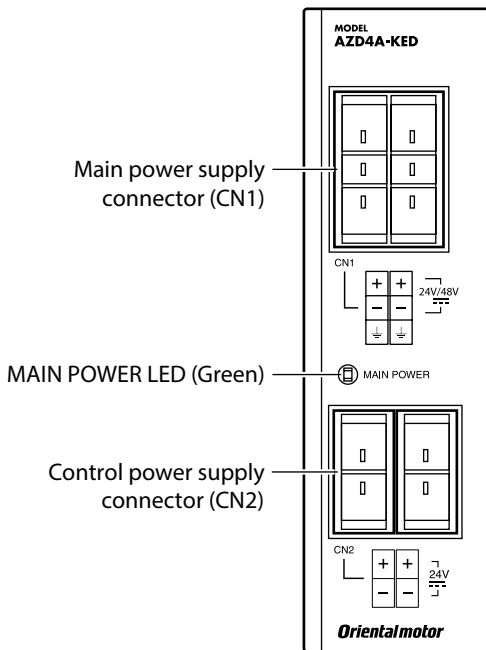 MODEL
AZD4A-KED
Main power supply
connector (CN1)
CN1
+ +
24V/48V
− −
MAIN POWER LED (Green)
MAIN POWER
Control power supply
connector (CN2)
CN2
+ +
24V
− −
Orientalmotor